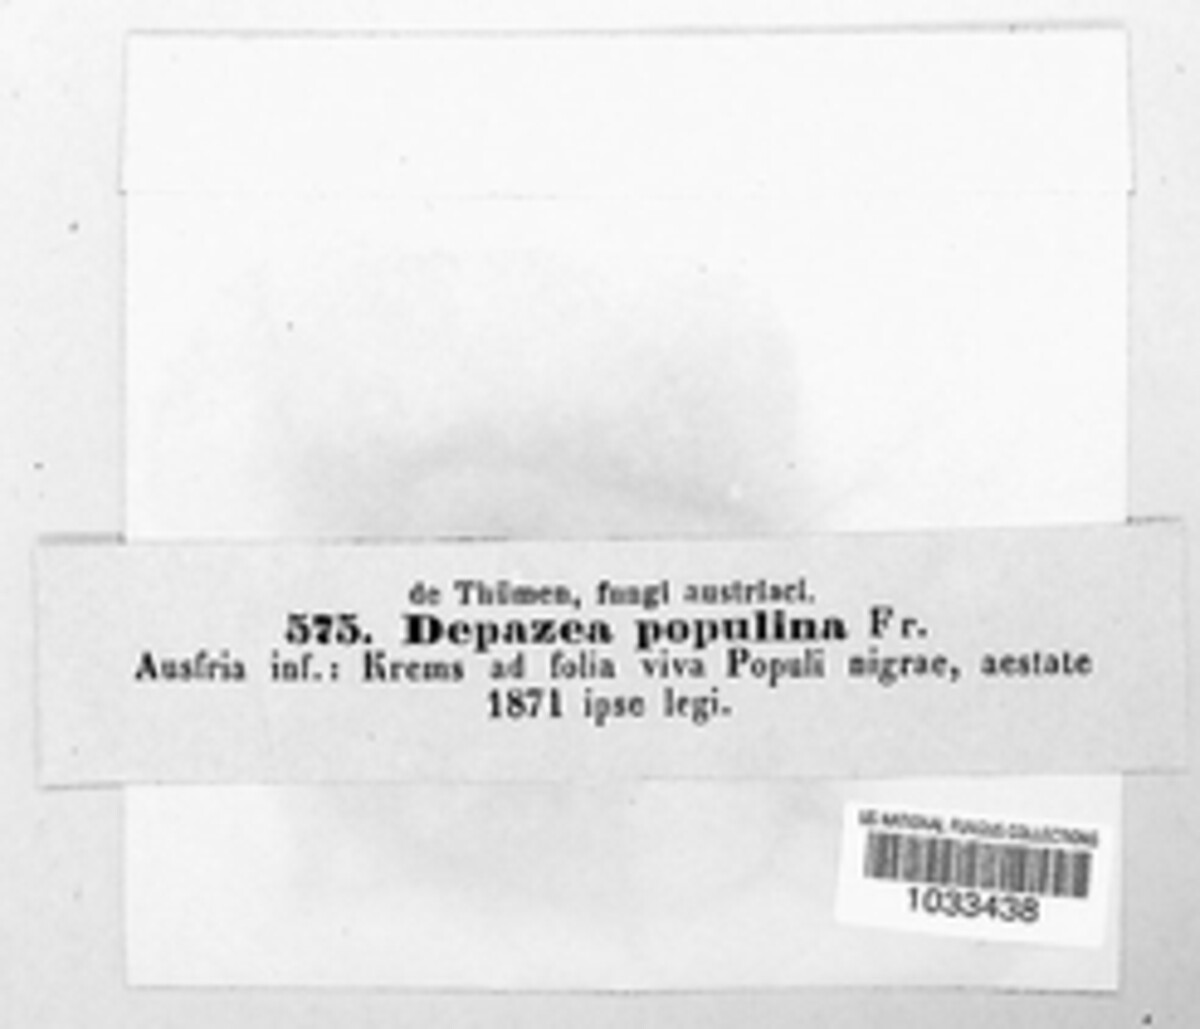 de Thümen, fungi austriaci.
575. Depazea populina Fr.
Austria inf.: Krems ad folia viva Populi nigrae, aestate
1871 ipse legi.
US NATIONAL FUNGUS COLLECTIONS
1033438